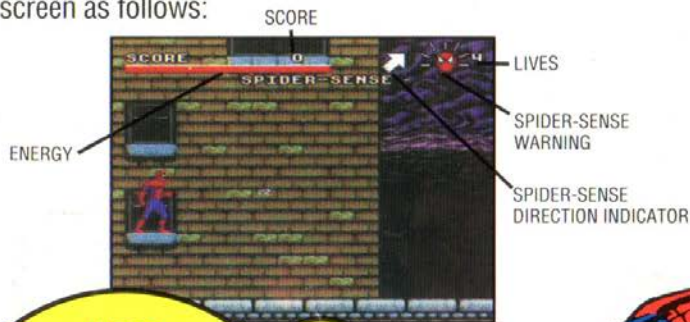 screen as follows:
SCORE
SCORE 0 4
SPIDER-SENSE
LIVES
SPIDER-SENSE
WARNING
ENERGY
SPIDER-SENSE
DIRECTION INDICATOR